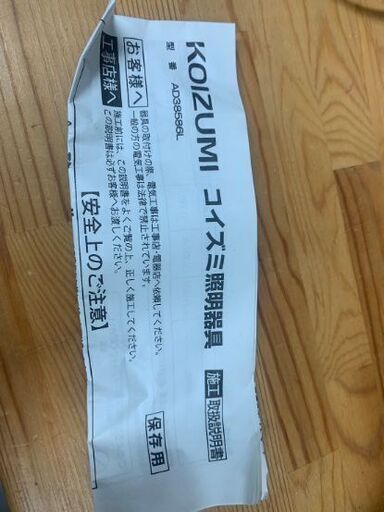 KOIZUMI コイズミ照明器具 施工 取扱説明書
型番 AD38586L
保存用
お客様へ
器具の取付けの際、電気工事は工事店・電器店へ依頼してください。
一般の方の電気工事は法律で禁止されています。
工事店様へ
施工前には、この説明書をよくご覧の上、正しく施工してください。
この説明書は必ずお客様へお渡しください。
【安全上のご注意】